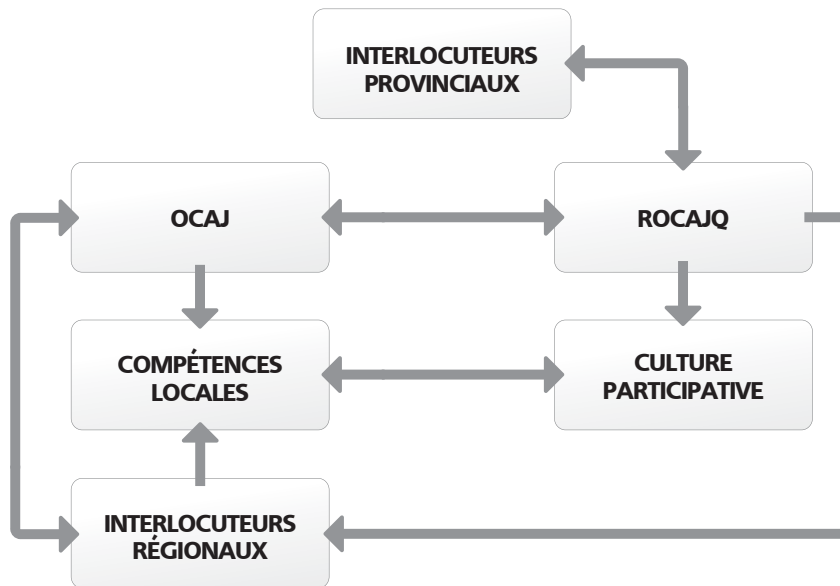 INTERLOCUTEURS
PROVINCIAUX
OCAJ
ROCAJQ
COMPÉTENCES
LOCALES
CULTURE
PARTICIPATIVE
INTERLOCUTEURS
RÉGIONAUX